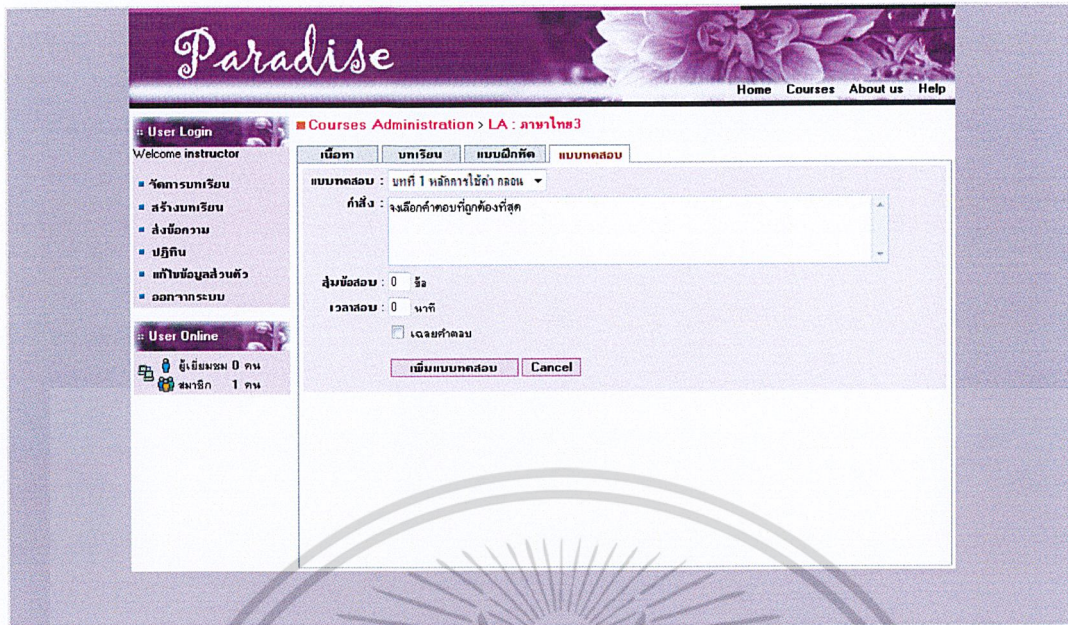 Paradise
Home Courses About us Help
:: User Login
Welcome instructor
จัดการบทเรียน
สร้างบทเรียน
ส่งข้อความ
ปฏิทิน
แก้ไขข้อมูลส่วนตัว
ออกจากระบบ
:: User Online
ผู้เยี่ยมชม 0 คน
สมาชิก 1 คน
Courses Administration > LA : ภาษาไทย3
เนื้อหา บทเรียน แบบฝึกหัด แบบทดสอบ
แบบทดสอบ : บทที่ 1 หลักการใช้คำ กลอน
คำสั่ง : จงเลือกคำตอบที่ถูกต้องที่สุด
สุ่มข้อสอบ : 0 ข้อ
เวลาสอบ : 0 นาที
เฉลยคำตอบ
เพิ่มแบบทดสอบ Cancel